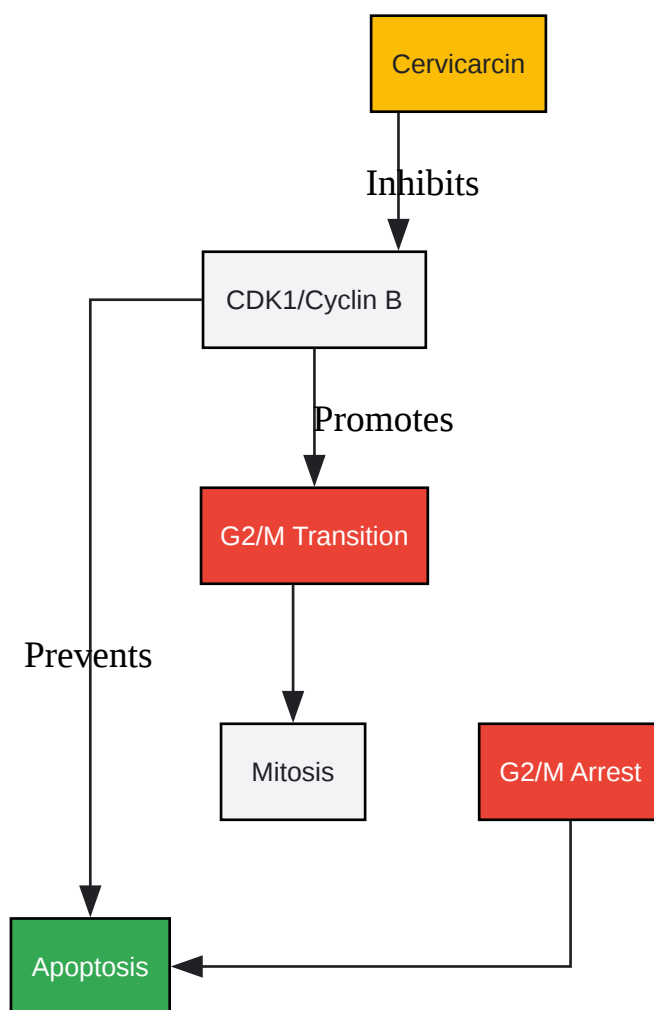 Cervicarcin
Inhibits
CDK1/Cyclin B
Promotes
G2/M Transition
Prevents
Mitosis
G2/M Arrest
Apoptosis